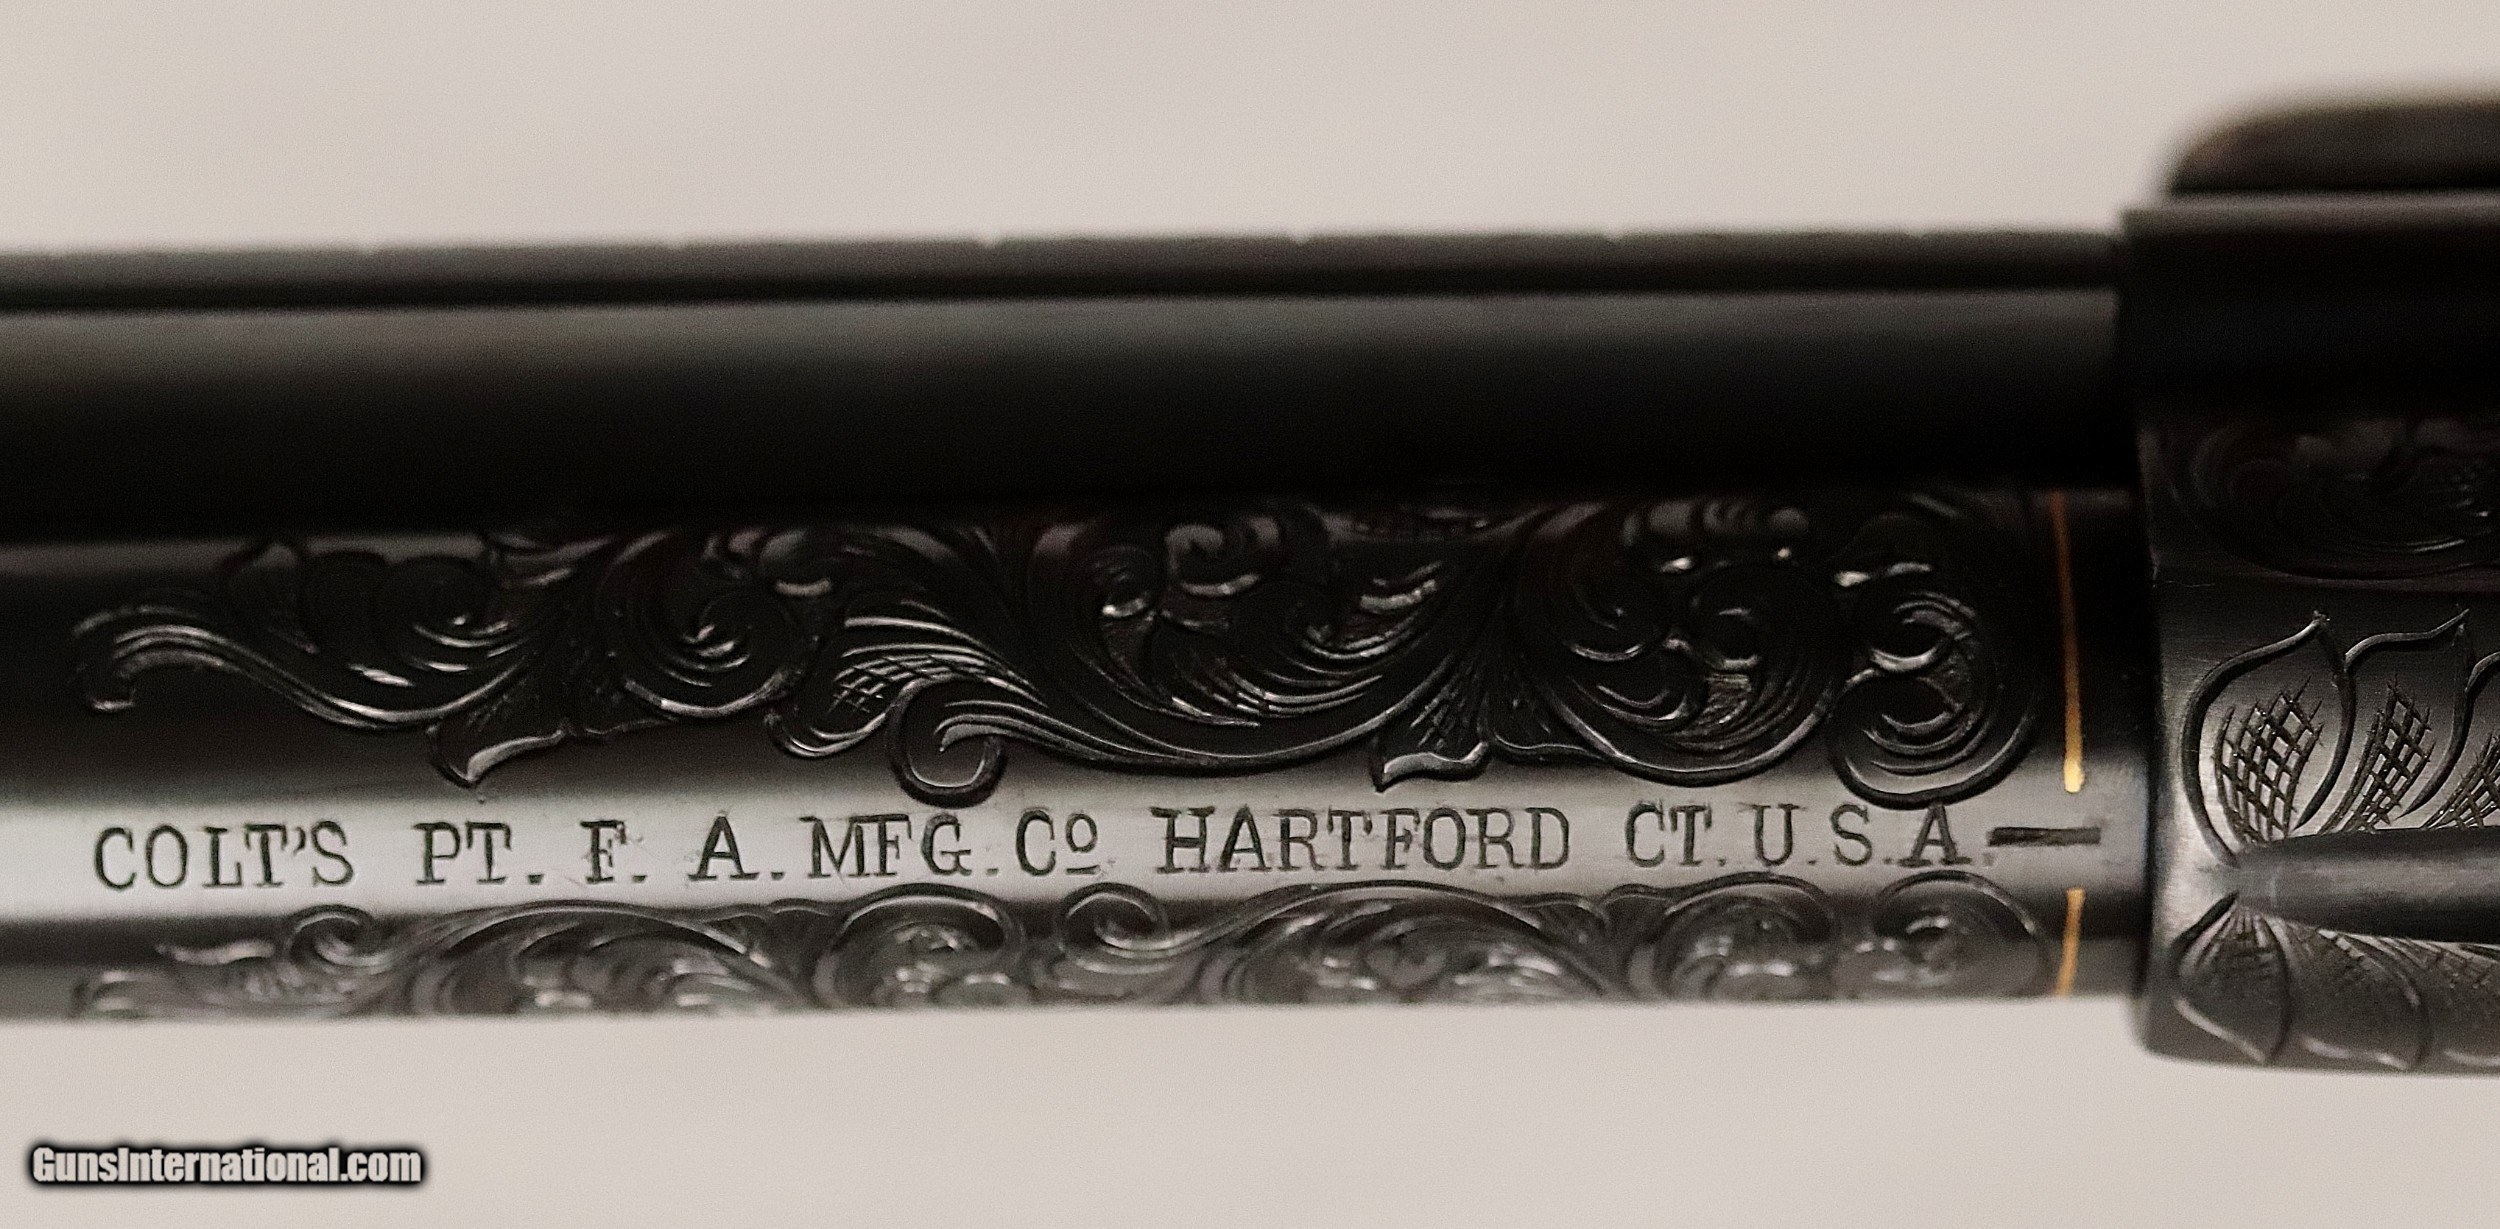 COLT'S PT. F. A. MFG. Cº HARTFORD CT. U.S.A.—
GunsInternational.com